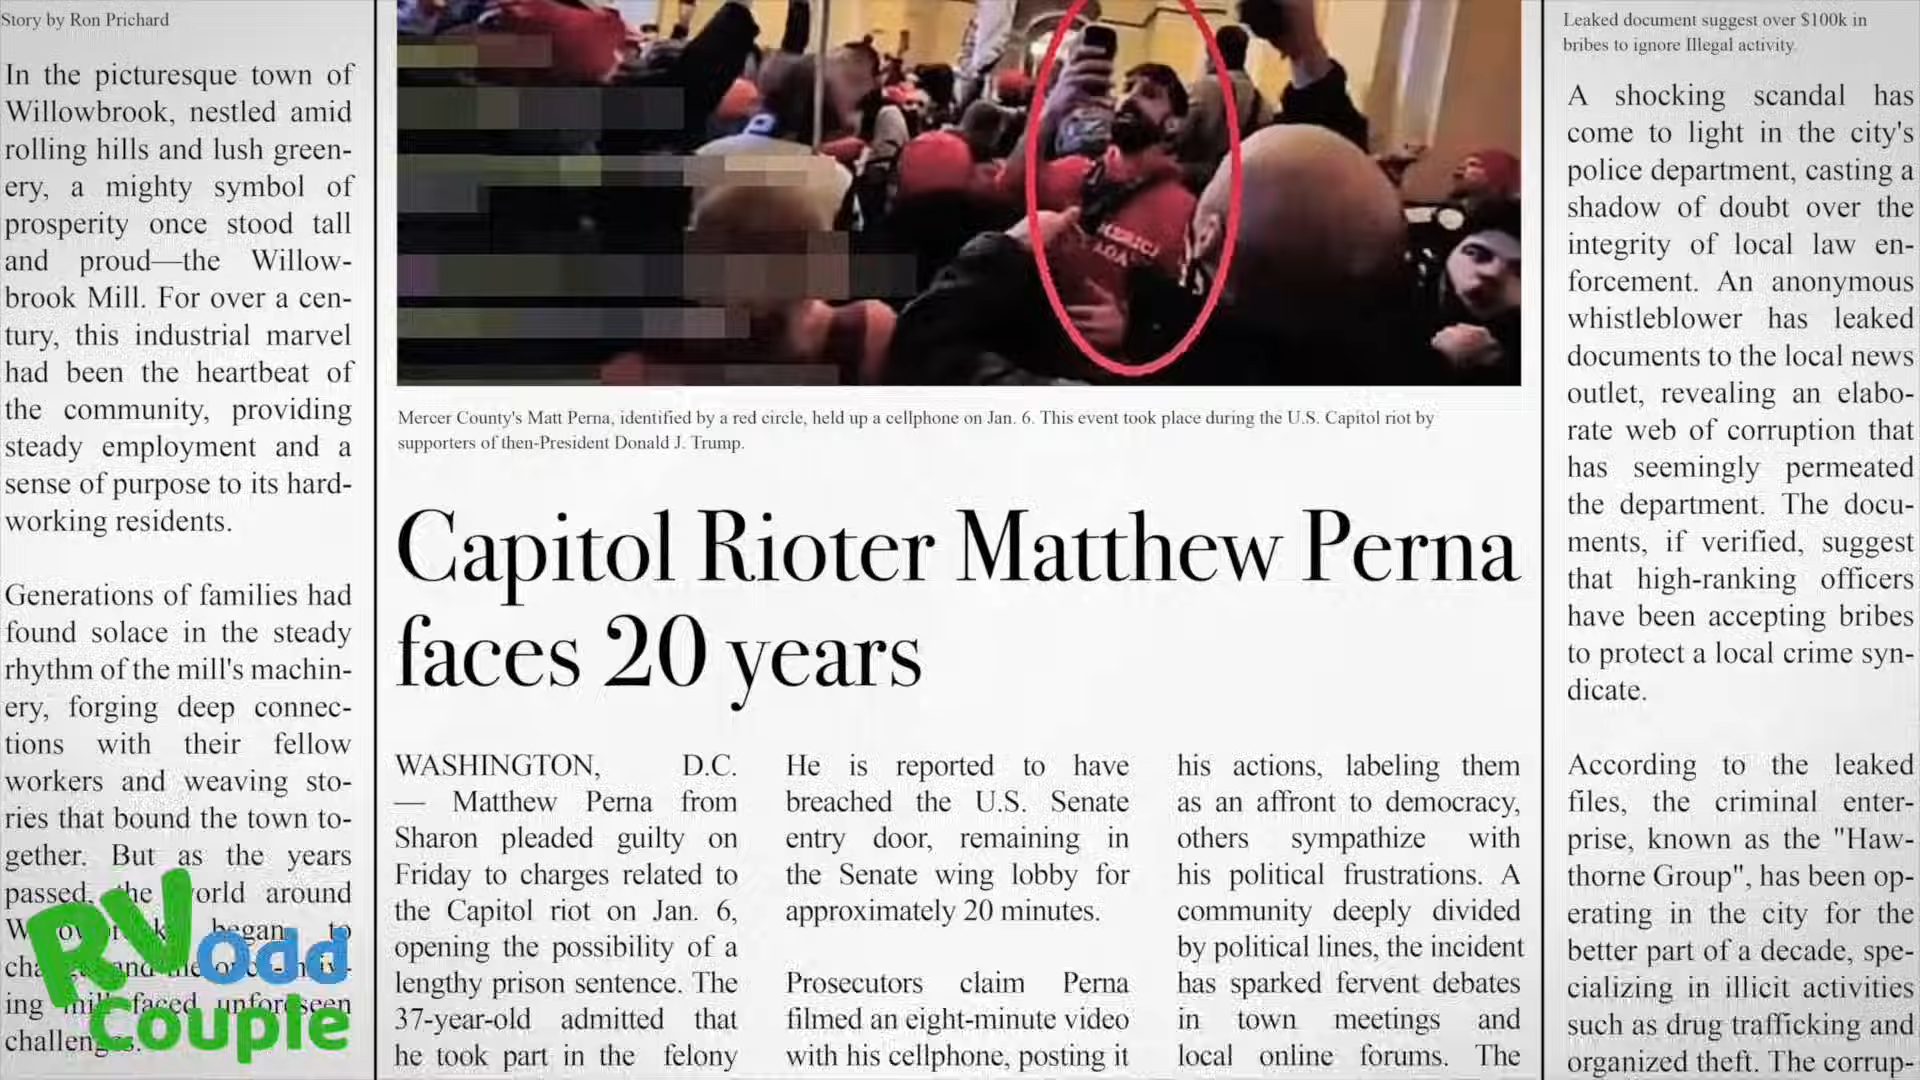 Story by Ron Prichard
In the picturesque town of
Willowbrook, nestled amid
rolling hills and lush green-
ery, a mighty symbol of
prosperity once stood tall
and proud—the Willow-
brook Mill. For over a cen-
tury, this industrial marvel
had been the heartbeat of
the community, providing
steady employment and a
sense of purpose to its hard-
working residents.
Generations of families had
found solace in the steady
rhythm of the mill's machin-
ery, forging deep connec-
tions with their fellow
workers and weaving sto-
ries that bound the town to-
gether. But as the years
passed, the world around
began to
and
ing mill faced unforeseen
challenges.
RV Odd
Couple
Mercer County's Matt Perna, identified by a red circle, held up a cellphone on Jan. 6. This event took place during the U.S. Capitol riot by
supporters of then-President Donald J. Trump.
Capitol Rioter Matthew Perna
faces 20 years
WASHINGTON, D.C.
— Matthew Perna from
Sharon pleaded guilty on
Friday to charges related to
the Capitol riot on Jan. 6,
opening the possibility of a
lengthy prison sentence. The
37-year-old admitted that
he took part in the felony
He is reported to have
breached the U.S. Senate
entry door, remaining in
the Senate wing lobby for
approximately 20 minutes.
Prosecutors claim Perna
filmed an eight-minute video
with his cellphone, posting it
his actions, labeling them
as an affront to democracy,
others sympathize with
his political frustrations. A
community deeply divided
by political lines, the incident
has sparked fervent debates
in town meetings and
local online forums. The
Leaked document suggest over $100k in
bribes to ignore Illegal activity.
A shocking scandal has
come to light in the city's
police department, casting a
shadow of doubt over the
integrity of local law en-
forcement. An anonymous
whistleblower has leaked
documents to the local news
outlet, revealing an elabo-
rate web of corruption that
has seemingly permeated
the department. The docu-
ments, if verified, suggest
that high-ranking officers
have been accepting bribes
to protect a local crime syn-
dicate.
According to the leaked
files, the criminal enter-
prise, known as the "Haw-
thorne Group", has been op-
erating in the city for the
better part of a decade, spe-
cializing in illicit activities
such as drug trafficking and
organized theft. The corrup-